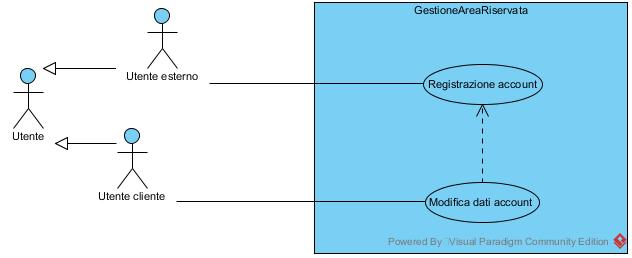 GestioneAreaRiservata
Utente esterno
Registrazione account
Utente
Utente cliente
Modifica dati account
Powered By Visual Paradigm Community Edition